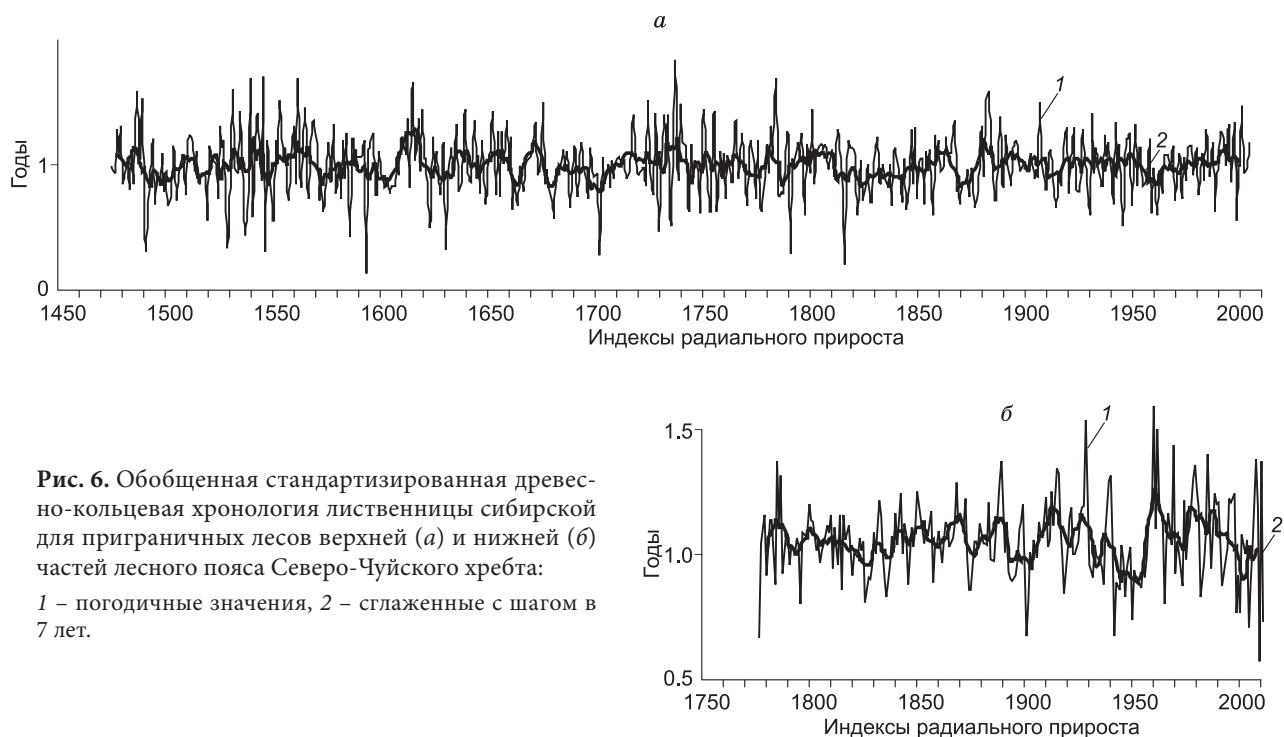 а
1
2
Годы
1
0
1450 1500 1550 1600 1650 1700 1750 1800 1850 1900 1950 2000
Индексы радиального прироста
Рис. 6. Обобщенная стандартизированная древес-
но-кольцевая хронология лиственницы сибирской
для приграничных лесов верхней (а) и нижней (б)
частей лесного пояса Северо-Чуйского хребта:
1 – погодичные значения, 2 – сглаженные с шагом в
7 лет.
б
1
2
Годы
1.5
1.0
0.5
1750 1800 1850 1900 1950 2000
Индексы радиального прироста